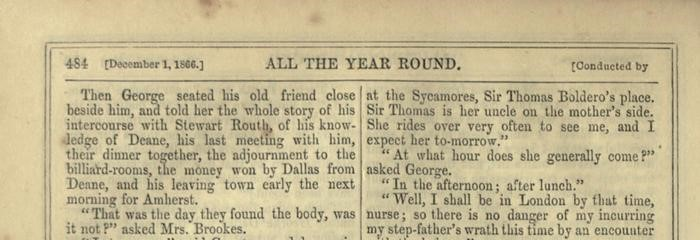 484 [December 1, 1866.] ALL THE YEAR ROUND. [Conducted by
Then George seated his old friend close
beside him, and told her the whole story of his
intercourse with Stewart Routh, of his know-
ledge of Deane, his last meeting with him,
their dinner together, the adjournment to the
billiard-rooms, the money won by Dallas from
Deane, and his leaving town early the next
morning for Amherst.
"That was the day they found the body, was
it not?" asked Mrs. Brookes.
at the Sycamores, Sir Thomas Boldero's place.
Sir Thomas is her uncle on the mother's side.
She rides over very often to see me, and I
expect her to-morrow."
"At what hour does she generally come?"
asked George.
"In the afternoon; after lunch."
"Well, I shall be in London by that time,
nurse; so there is no danger of my incurring
my step-father's wrath this time by an encounter